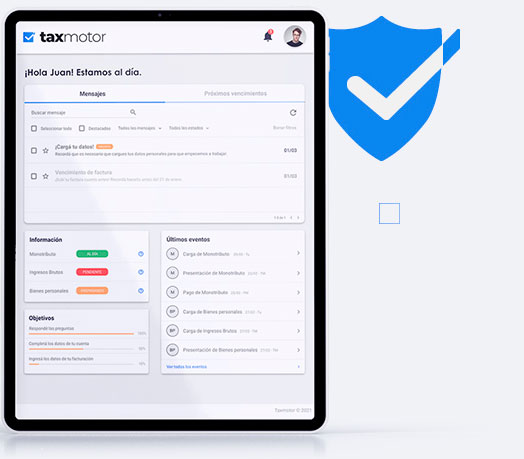 taxmotor
¡Hola Juan! Estamos al día.
Mensajes
Próximos vencimientos
Buscar mensaje
Seleccionar todo
Destacados
Todos los mensajes
Todos los estados
Borrar filtros
¡Cargá tu datos!
01/03
Recordá que es necesario que cargues tus datos personales para que empecemos a trabajar
Vencimiento de factura
01/03
Información
Monotributo
AL DÍA
Ingresos Brutos
PENDIENTE
Bienes personales
Últimos eventos
M
Carga de Monotributo
M
Presentación de Monotributo
M
Pago de Monotributo
BP
Carga de Bienes personales
BP
Carga de Ingresos Brutos
BP
Presentación de Bienes personales
Ver todos los eventos
Objetivos
Respondé las preguntas
100%
Completá los datos de tu cuenta
Ingresá los datos de tu facturación
Taxmotor © 2021